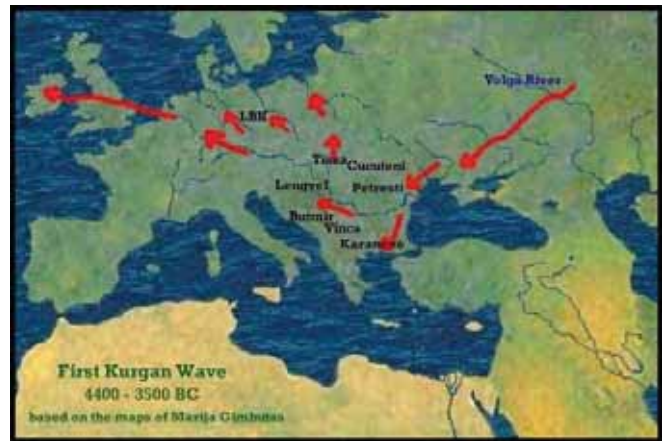 Volga River
LBK
Tisza
Cucuteni
Lengyel
Petresti
Butmir
Vinca
Karanovo
First Kurgan Wave
4400 - 3500 BC
based on the maps of Marija Gimbutas